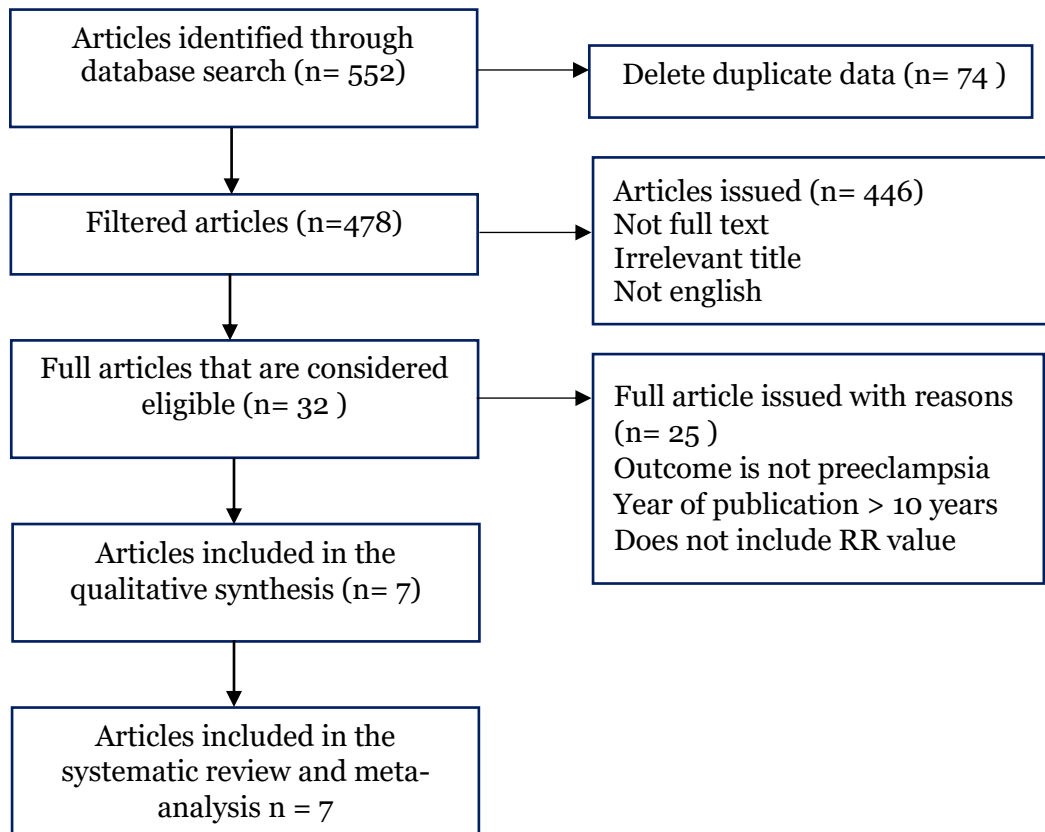 Articles identified through
database search (n= 552)
Delete duplicate data (n= 74 )
Filtered articles (n=478)
Articles issued (n= 446)
Not full text
Irrelevant title
Not english
Full articles that are considered
eligible (n= 32 )
Full article issued with reasons
(n= 25 )
Outcome is not preeclampsia
Year of publication > 10 years
Does not include RR value
Articles included in the
qualitative synthesis (n= 7)
Articles included in the
systematic review and meta-
analysis n = 7